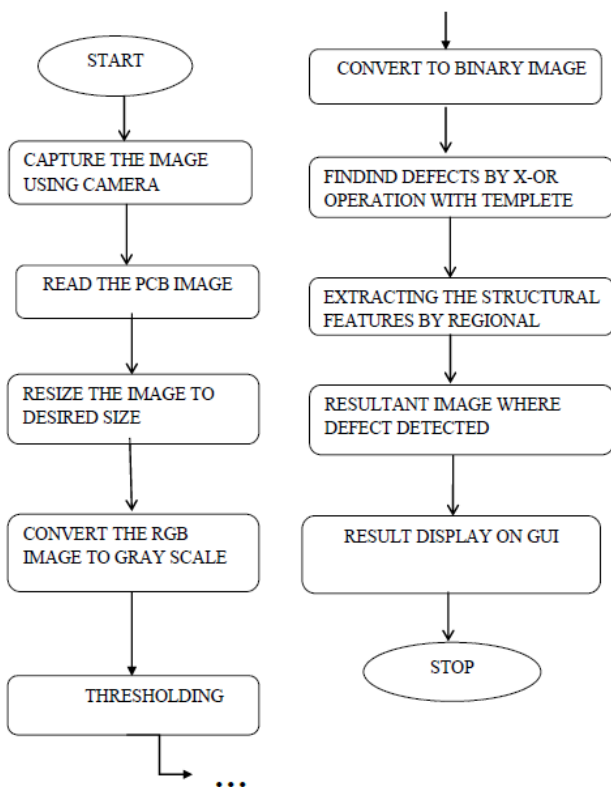 START
CAPTURE THE IMAGE
USING CAMERA
READ THE PCB IMAGE
RESIZE THE IMAGE TO
DESIRED SIZE
CONVERT THE RGB
IMAGE TO GRAY SCALE
THRESHOLDING
...
CONVERT TO BINARY IMAGE
FINDIND DEFECTS BY X-OR
OPERATION WITH TEMPLETE
EXTRACTING THE STRUCTURAL
FEATURES BY REGIONAL
RESULTANT IMAGE WHERE
DEFECT DETECTED
RESULT DISPLAY ON GUI
STOP